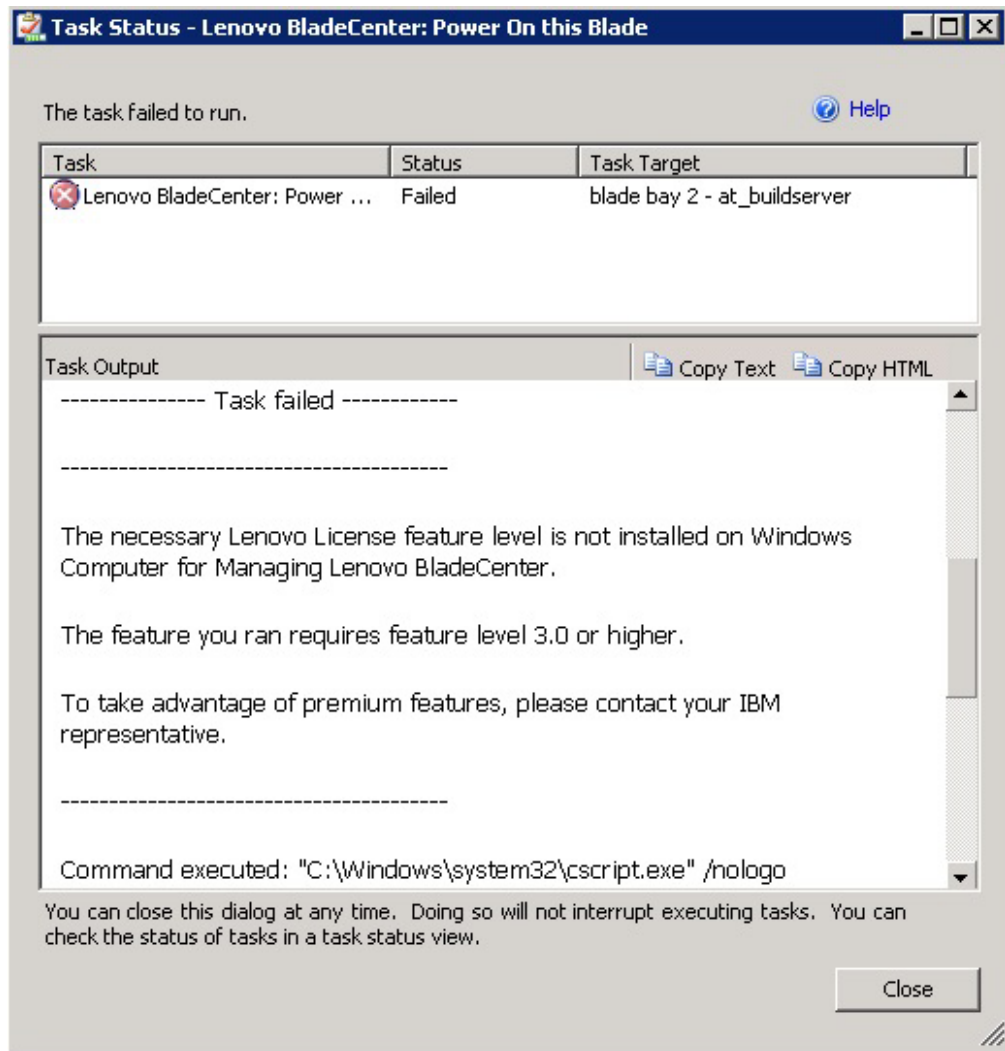 Task Status - Lenovo BladeCenter: Power On this Blade
The task failed to run.
Help
Task Status Task Target
Lenovo BladeCenter: Power ... Failed blade bay 2 - at_buildserver
Task Output Copy Text Copy HTML
--------------- Task failed ------------
----------------------------------------
The necessary Lenovo License feature level is not installed on Windows
Computer for Managing Lenovo BladeCenter.
The feature you ran requires feature level 3.0 or higher.
To take advantage of premium features, please contact your IBM
representative.
----------------------------------------
Command executed: "C:\Windows\system32\cscript.exe" /nologo
You can close this dialog at any time. Doing so will not interrupt executing tasks. You can
check the status of tasks in a task status view.
Close